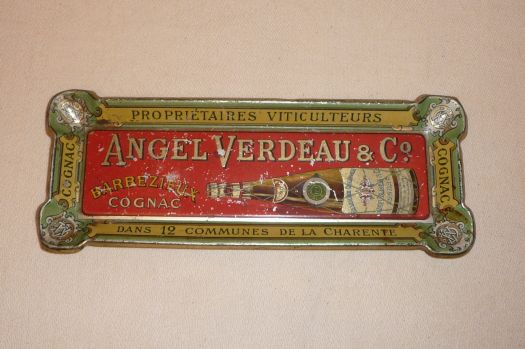 PROPRIÉTAIRES VITICULTEURS
COGNAC
ANGEL VERDEAU & Cº
COGNAC
BARBEZIEUX
COGNAC
DANS 12 COMMUNES DE LA CHARENTE